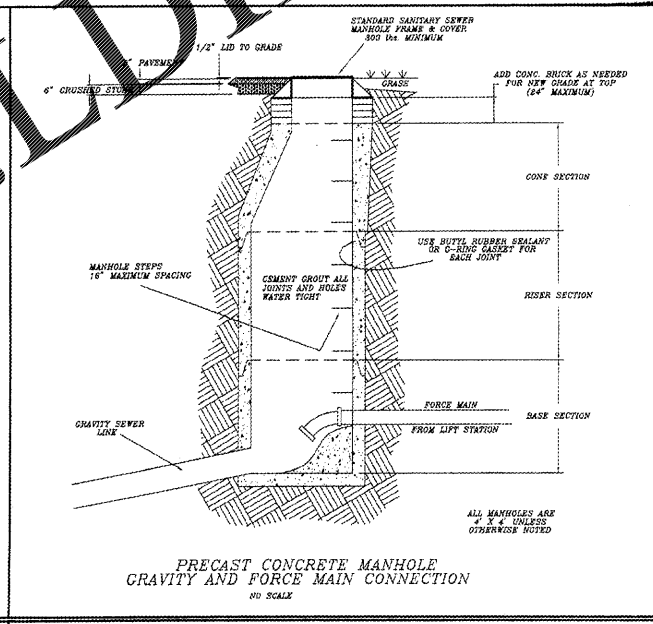 STANDARD SANITARY SEWER
MANHOLE FRAME & COVER
300 lbs. MINIMUM
1/2" LID TO GRADE
PAVEMENT
6" CRUSHED STONE
GRASS
ADD CONC. BRICK AS NEEDED
FOR NEW GRADE AT TOP
(24" MAXIMUM)
CONE SECTION
USE BUTYL RUBBER SEALANT
OR O-RING GASKET FOR
EACH JOINT
MANHOLE STEPS
16" MAXIMUM SPACING
CEMENT GROUT ALL
JOINTS AND HOLES
WATER TIGHT
RISER SECTION
FORCE MAIN
FROM LIFT STATION
BASE SECTION
GRAVITY SEWER
LINE
ALL MANHOLES ARE
4' X 4' UNLESS
OTHERWISE NOTED
PRECAST CONCRETE MANHOLE
GRAVITY AND FORCE MAIN CONNECTION
NO SCALE